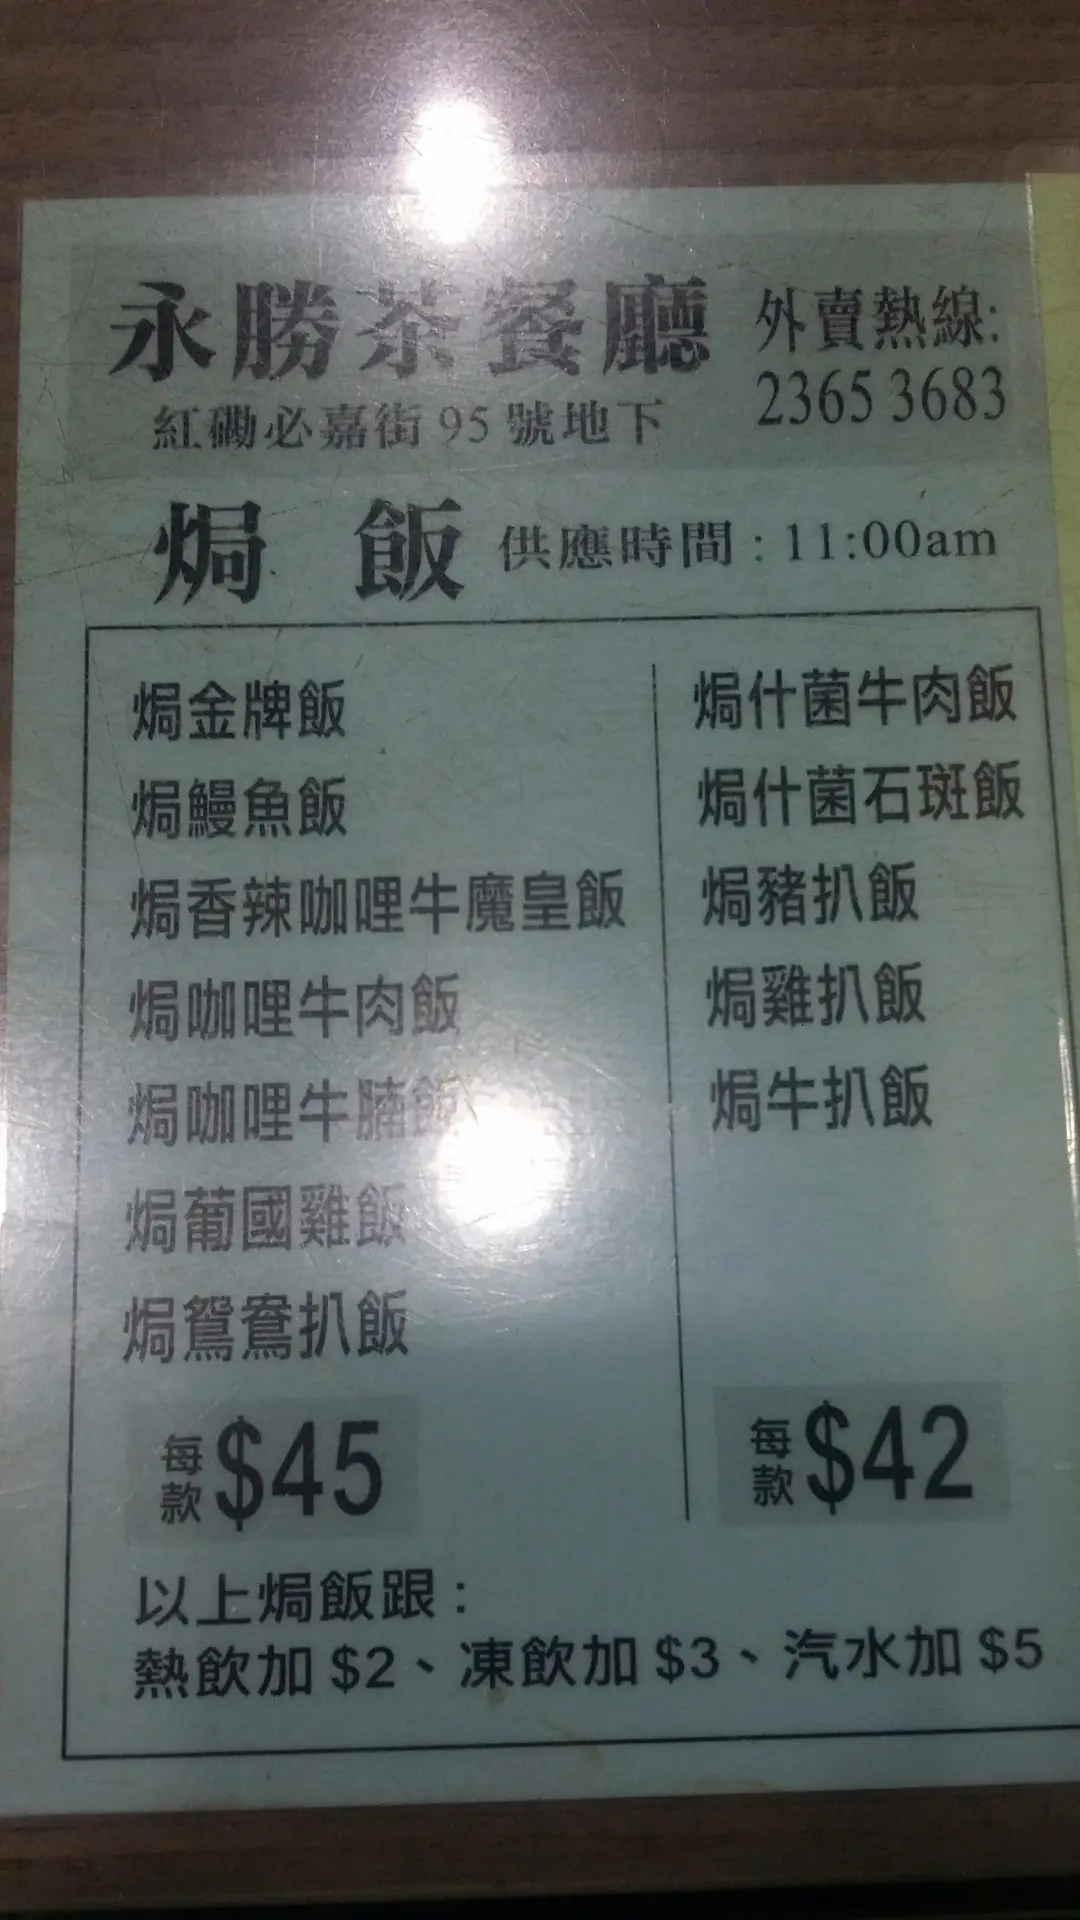 永勝茶餐廳
紅磡必嘉街 95 號地下
外賣熱線:
2365 3683
焗 飯
供應時間 : 11:00am
焗金牌飯
焗鰻魚飯
焗香辣咖哩牛魔皇飯
焗咖哩牛肉飯
焗咖哩牛腩飯
焗葡國雞飯
焗鴛鴦扒飯
每款 $45
焗什菌牛肉飯
焗什菌石斑飯
焗豬扒飯
焗雞扒飯
焗牛扒飯
每款 $42
以上焗飯跟 :
熱飲加 $2、凍飲加 $3、汽水加 $5